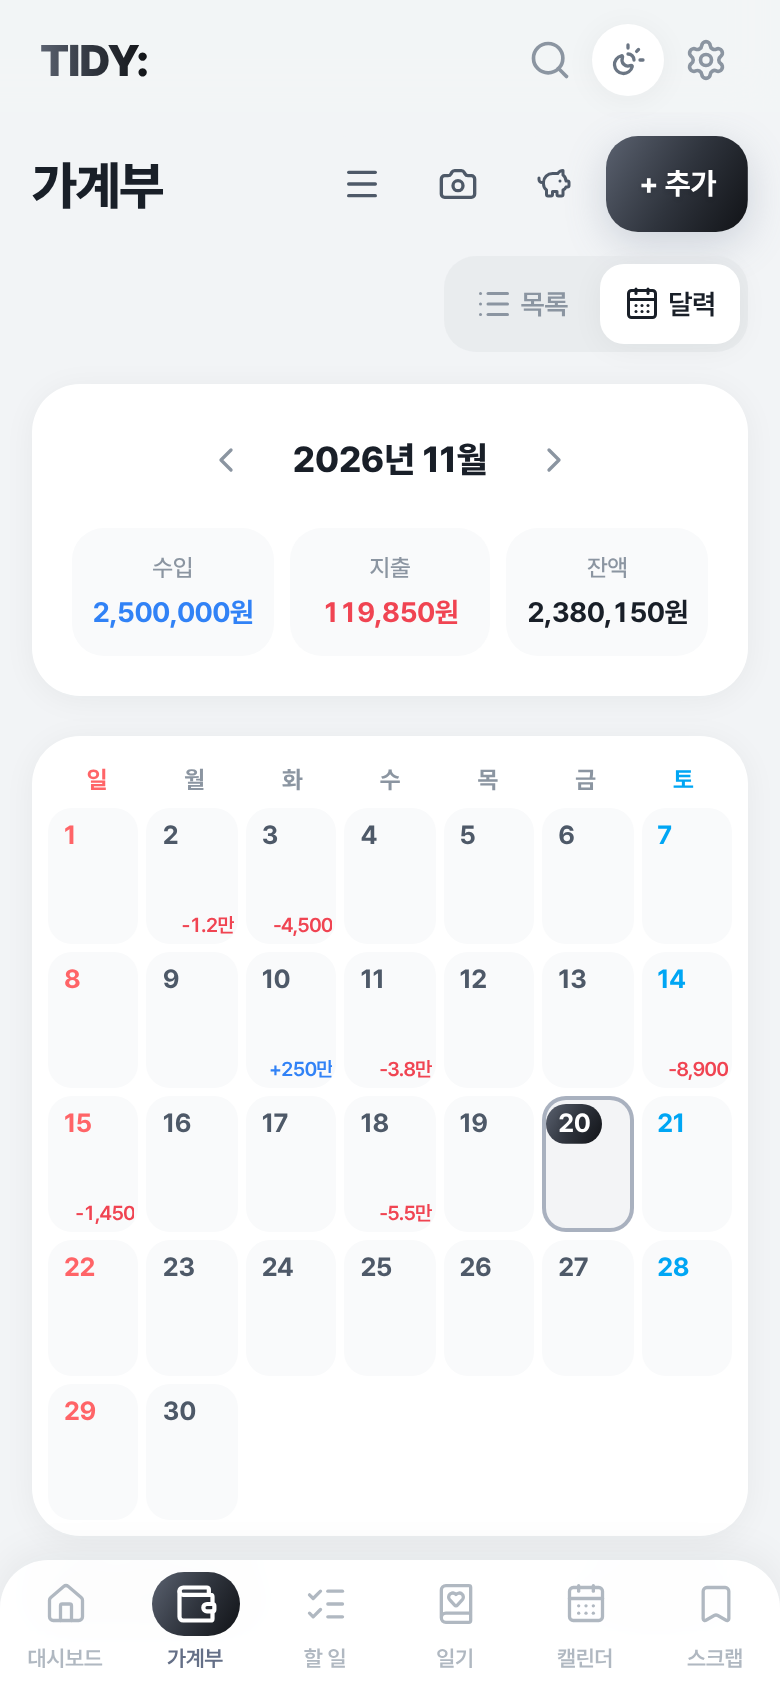 TIDY:
가계부
+ 추가
목록 달력
2026년 11월
수입 지출 잔액
2,500,000원 119,850원 2,380,150원
일 월 화 수 목 금 토
1 2 3 4 5 6 7
-1.2만 -4,500
8 9 10 11 12 13 14
+250만 -3.8만 -8,900
15 16 17 18 19 20 21
-1,450 -5.5만
22 23 24 25 26 27 28
29 30
대시보드 가계부 할 일 일기 캘린더 스크랩